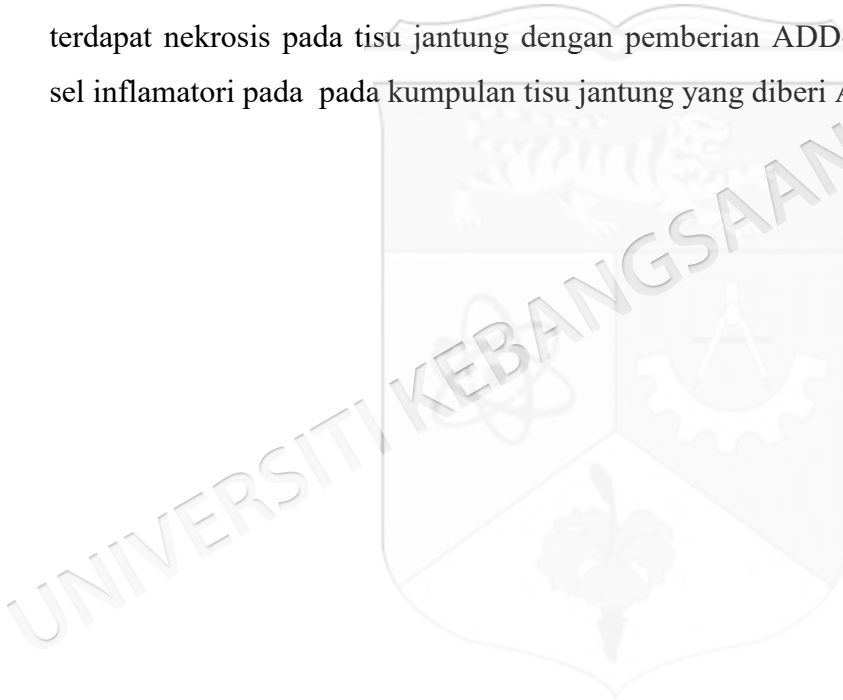 terdapat nekrosis pada tisu jantung dengan pemberian ADD
sel inflamatori pada pada kumpulan tisu jantung yang diberi
UNIVERSITI KEBANGSAAN